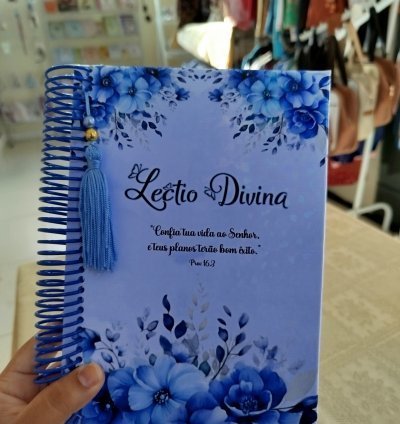 Lectio Divina
"Confia tua vida ao Senhor,
e teus planos terão bom êxito."
Prov 16,3